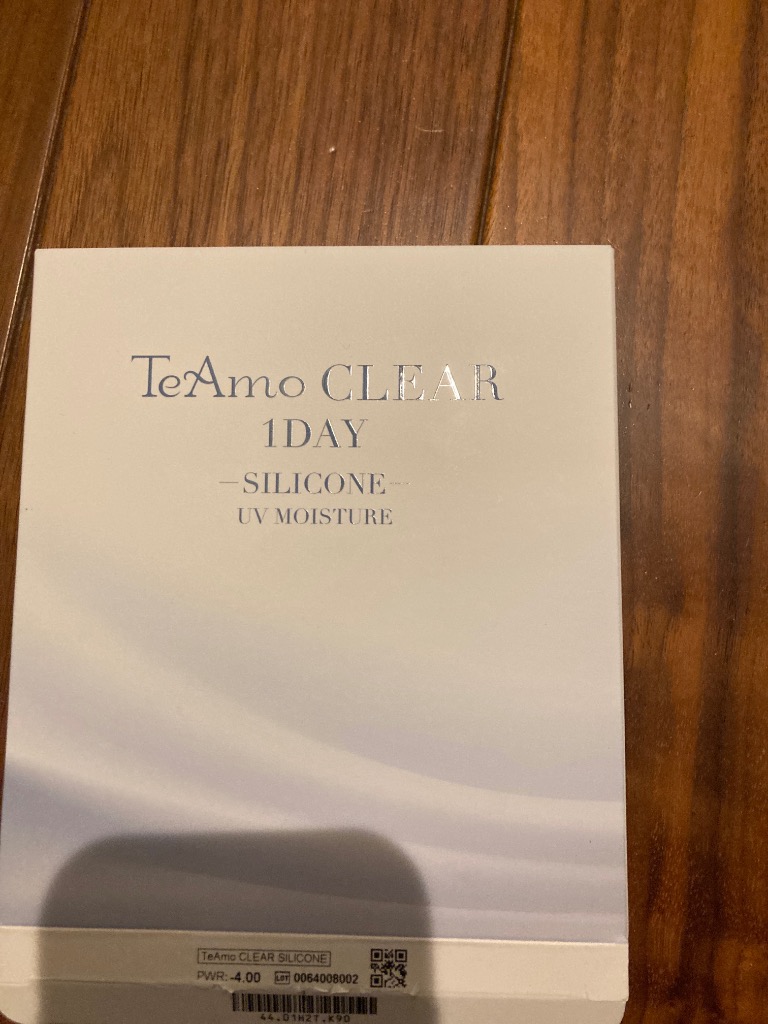 TeAmo CLEAR
1DAY
SILICONE
UV MOISTURE
TeAmo CLEAR SILICONE
PWR:-4.00 LOT 0064008002